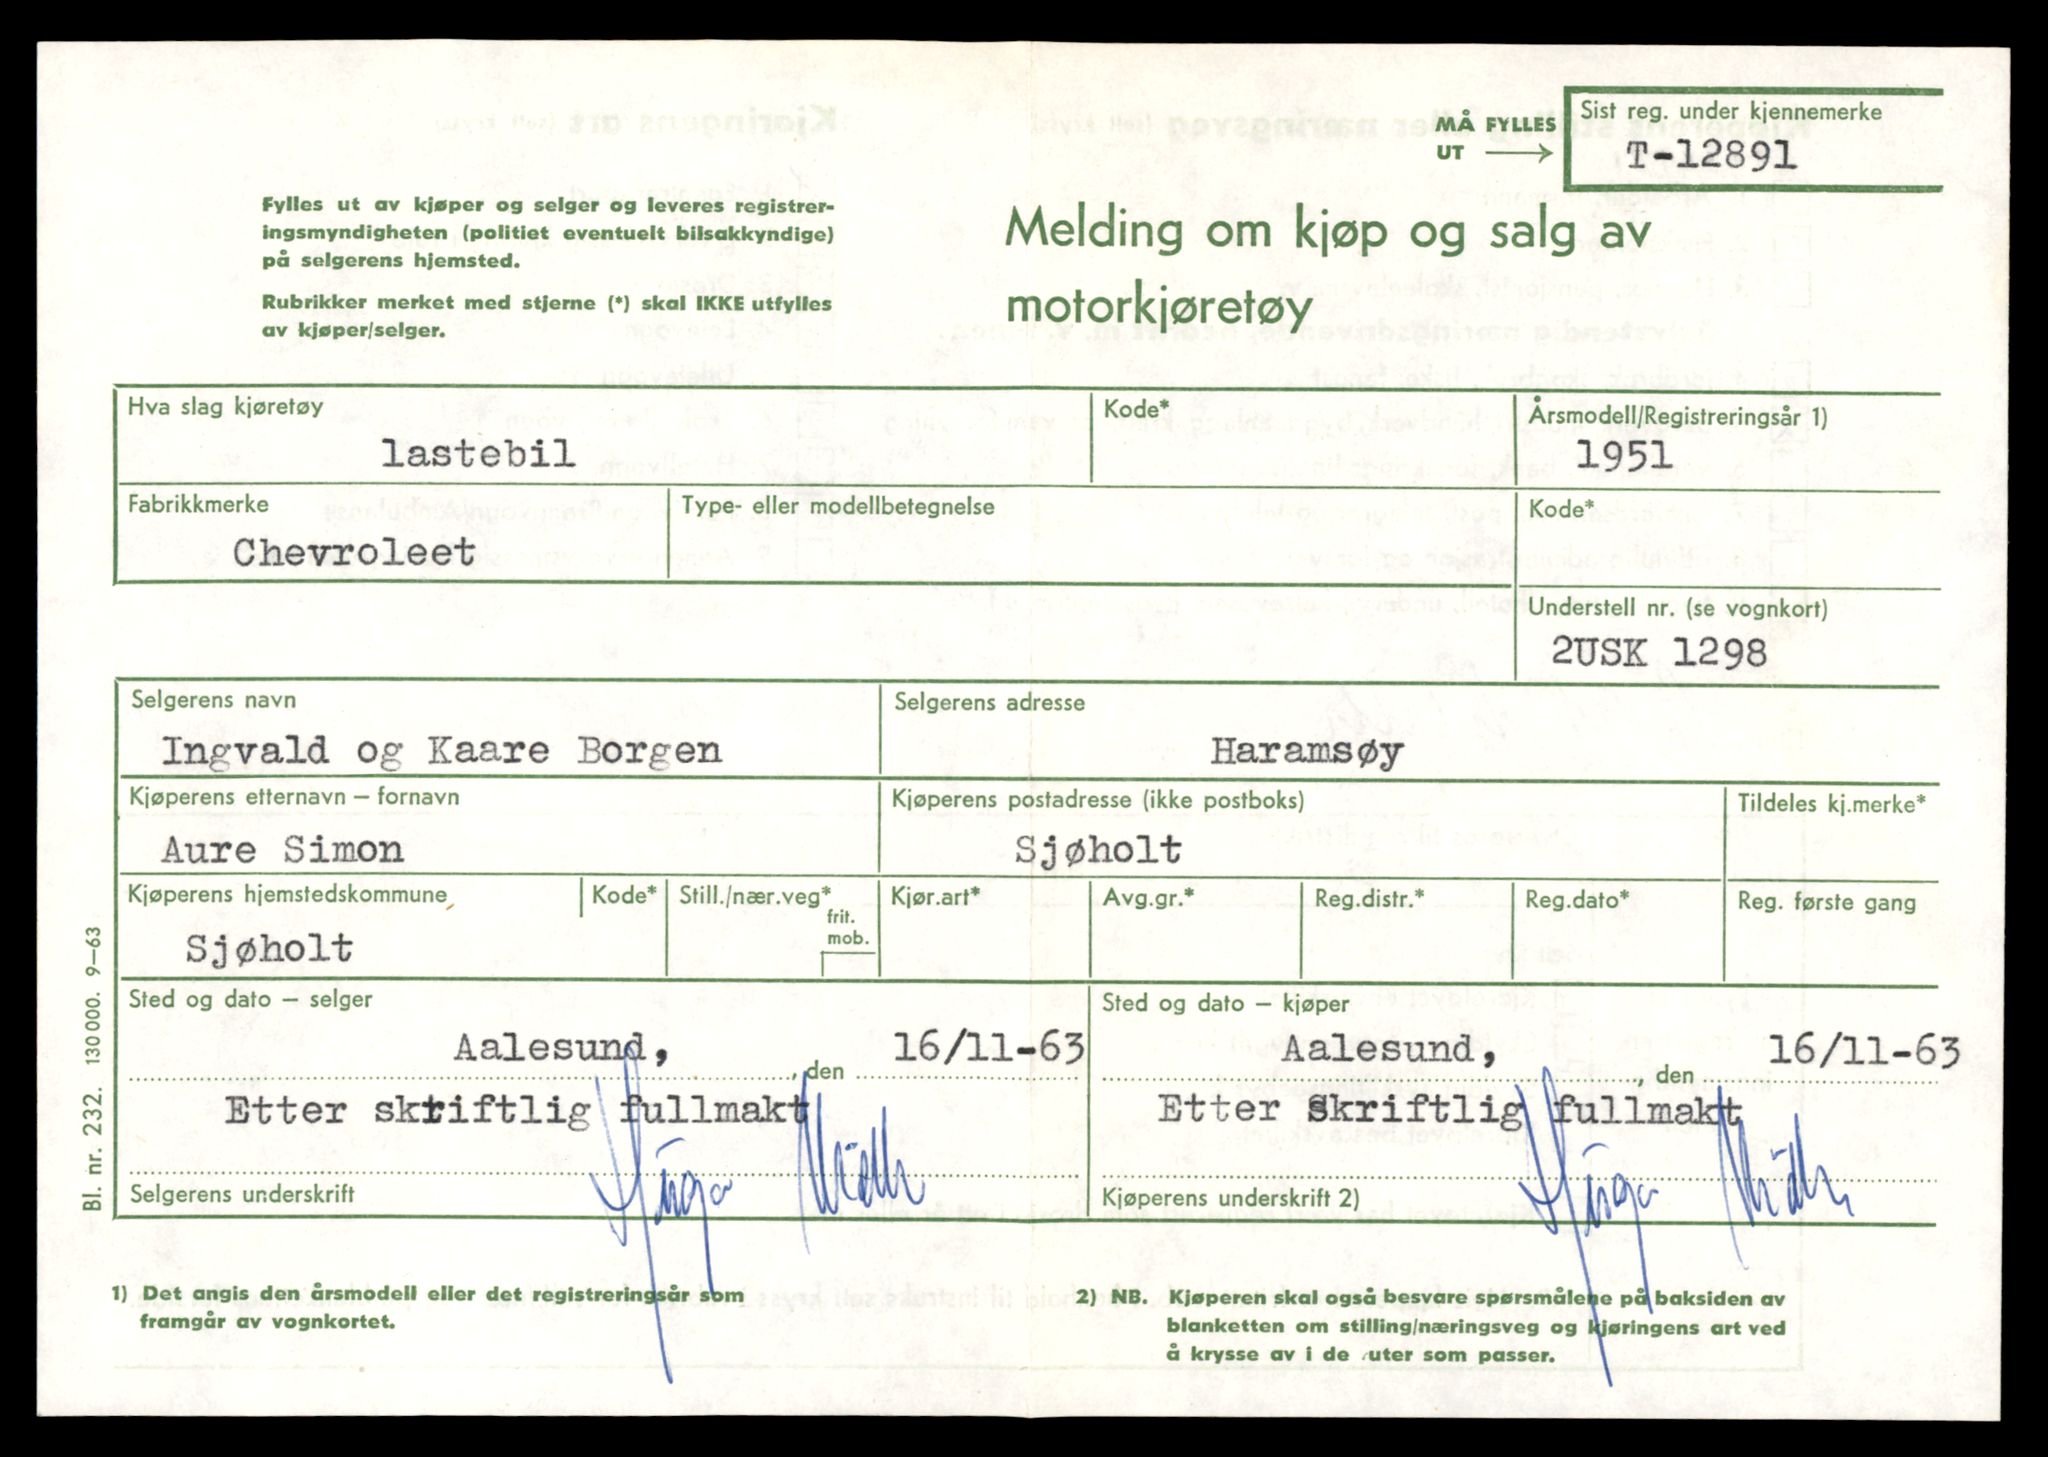 MÅ FYLLES
UT
Sist reg. under kjennemerke
T-12891
Fylles ut av kjøper og selger og leveres registrer-
ingsmyndigheten (politiet eventuelt bilsakkyndige)
på selgerens hjemsted.
Rubrikker merket med stjerne (*) skal IKKE utfylles
av kjøper/selger.
Melding om kjøp og salg av
motorkjøretøy
Hva slag kjøretøy
lastebil
Kode*
Årsmodell/Registreringsår 1)
1951
Fabrikkmerke
Chevroleet
Type- eller modellbetegnelse
Kode*
Understell nr. (se vognkort)
2USK 1298
Selgerens navn
Ingvald og Kaare Borgen
Selgerens adresse
Haramsøy
Kjøperens etternavn – fornavn
Aure Simon
Kjøperens postadresse (ikke postboks)
Sjøholt
Tildeles kj.merke*
Kjøperens hjemstedskommune
Sjøholt
Kode*
Still./nær.veg*
frit.
mob.
Kjør.art*
Avg.gr.*
Reg.distr.*
Reg.dato*
Reg. første gang
Sted og dato – selger
Aalesund, , den 16/11-63
Etter skriftlig fullmakt
Selgerens underskrift
Sted og dato – kjøper
Aalesund, , den 16/11-63
Etter skriftlig fullmakt
Kjøperens underskrift 2)
1) Det angis den årsmodell eller det registreringsår som
framgår av vognkortet.
2) NB. Kjøperen skal også besvare spørsmålene på baksiden av
blanketten om stilling/næringsveg og kjøringens art ved
å krysse av i de ruter som passer.
Bl. nr. 232. 130 000. 9–63